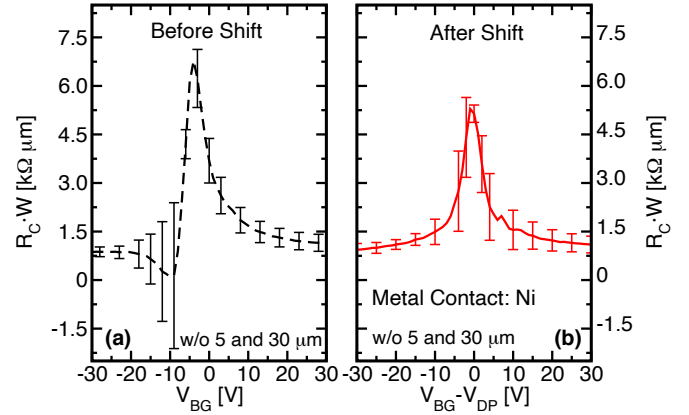 Before Shift
After Shift
7.5
6.0
4.5
3.0
1.5
0
-1.5
R_C·W [kΩ μm]
(a)
w/o 5 and 30 μm
-30
-20
-10
0
10
20
30
V_BG [V]
Metal Contact: Ni
w/o 5 and 30 μm
(b)
-30
-20
-10
0
10
20
30
V_BG-V_DP [V]
7.5
6.0
4.5
3.0
1.5
0
-1.5
R_C·W [kΩ μm]